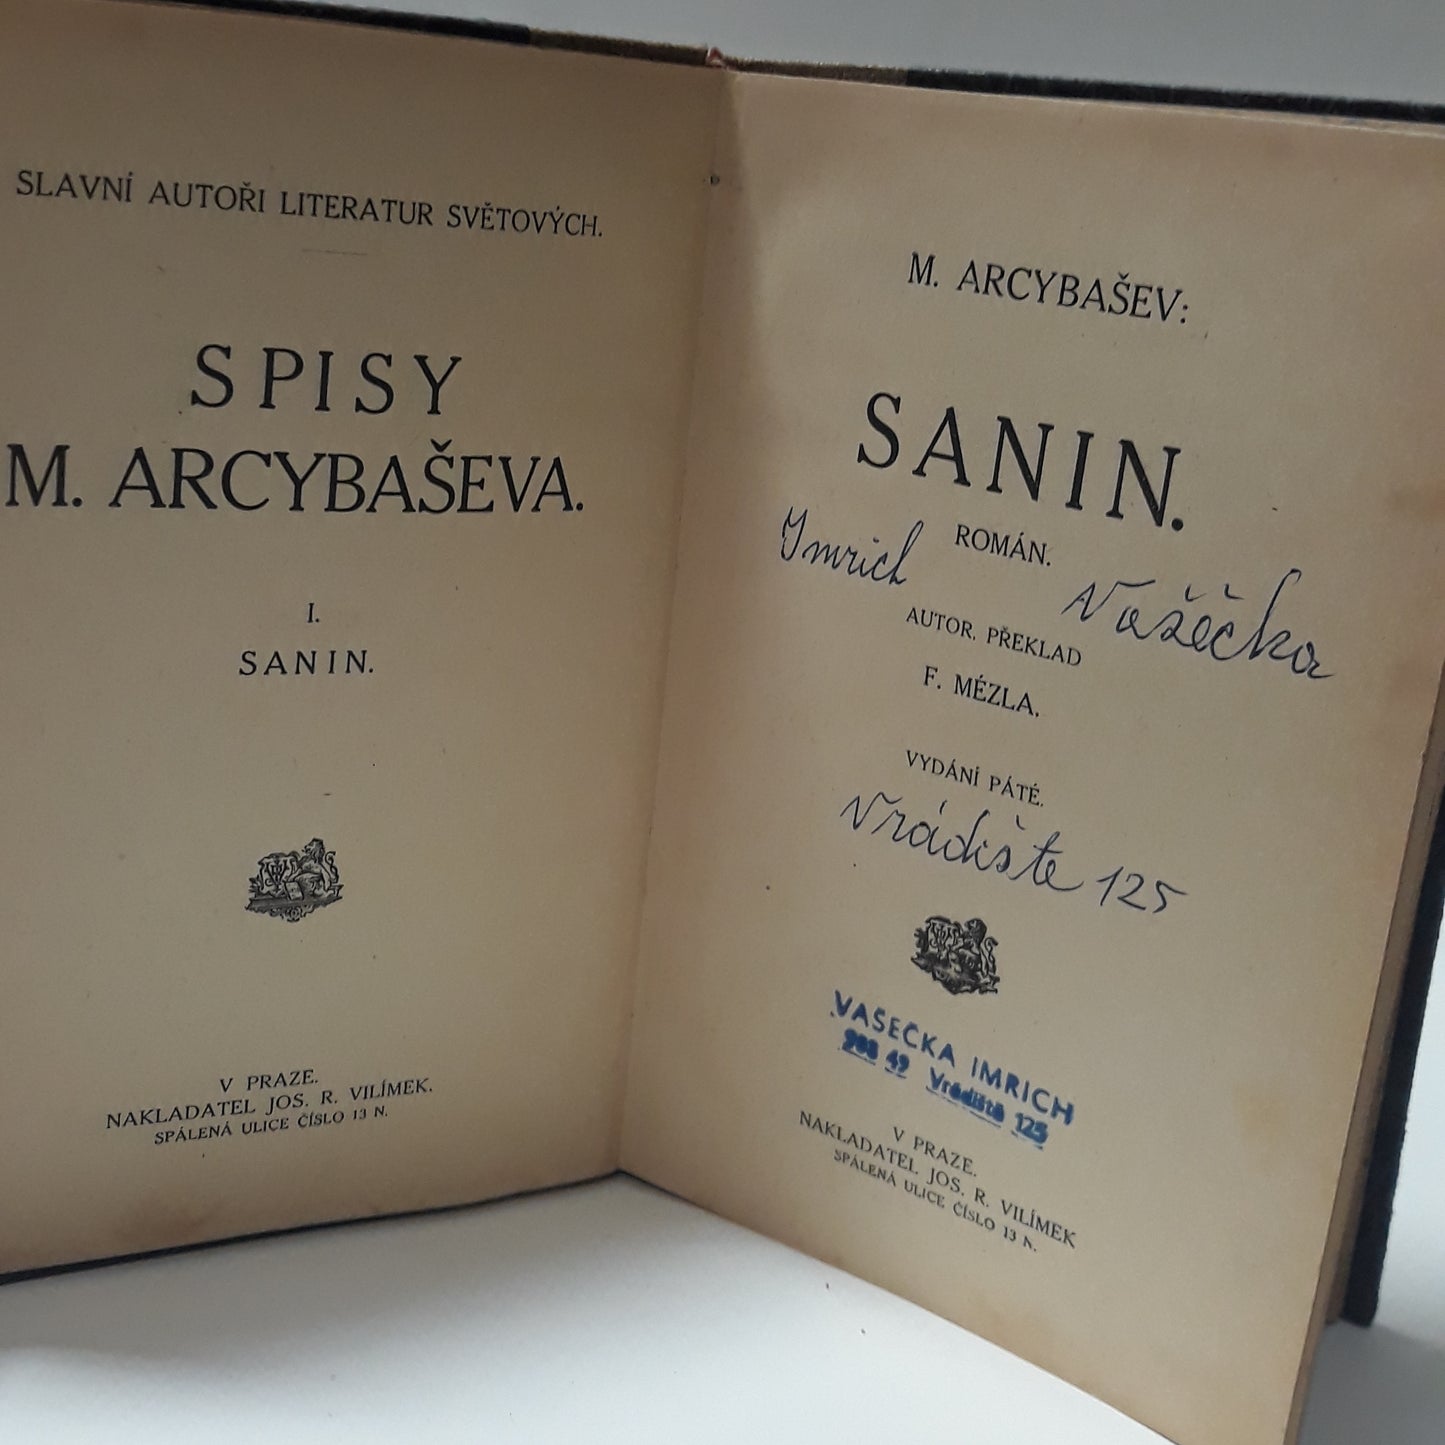 SLAVNÍ AUTOŘI LITERATUR SVĚTOVÝCH.
SPISY
M. ARCYBAŠEVA.
I.
SANIN.
V PRAZE.
NAKLADATEL JOS. R. VILÍMEK.
SPÁLENÁ ULICE ČÍSLO 13 N.
M. ARCYBAŠEV:
SANIN.
ROMÁN.
Imrich Vašečka
AUTOR. PŘEKLAD
F. MÉZLA.
VYDÁNÍ PÁTÉ.
Vrádište 125
VAŠEČKA IMRICH
908 49 Vrádište 125
V PRAZE.
NAKLADATEL JOS. R. VILÍMEK
SPÁLENÁ ULICE ČÍSLO 13 N.